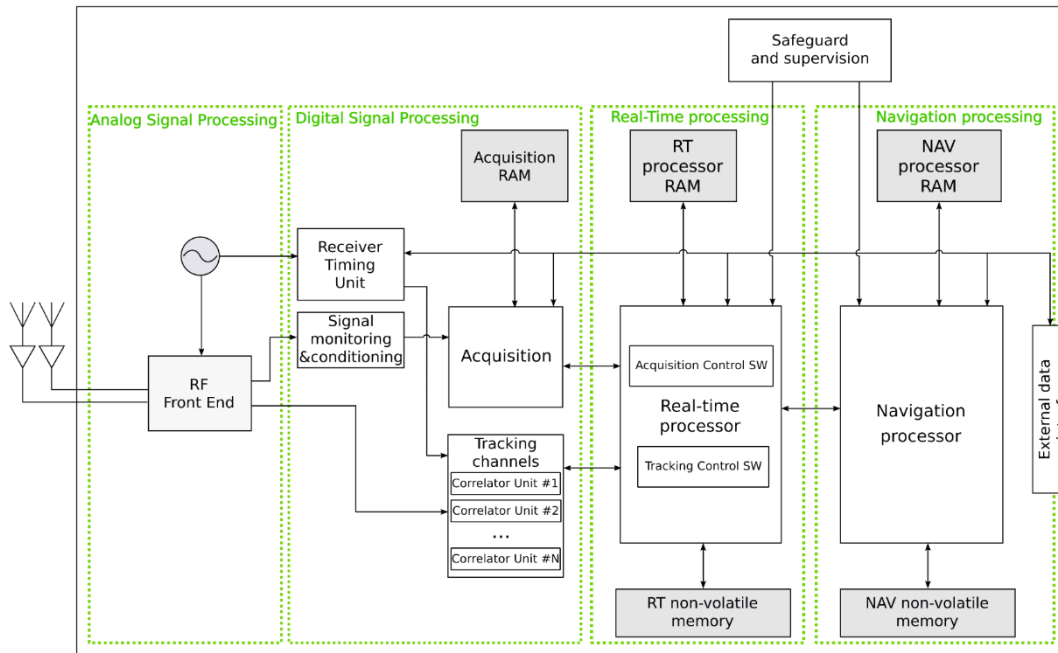 Safeguard
and supervision
Analog Signal Processing
Digital Signal Processing
Real-Time processing
Navigation processing
Acquisition
RAM
RT
processor
RAM
NAV
processor
RAM
Receiver
Timing
Unit
Signal
monitoring
&conditioning
Acquisition
RF
Front End
Acquisition Control SW
Real-time
processor
Tracking Control SW
Navigation
processor
External data
Tracking
channels
Correlator Unit #1
Correlator Unit #2
...
Correlator Unit #N
RT non-volatile
memory
NAV non-volatile
memory